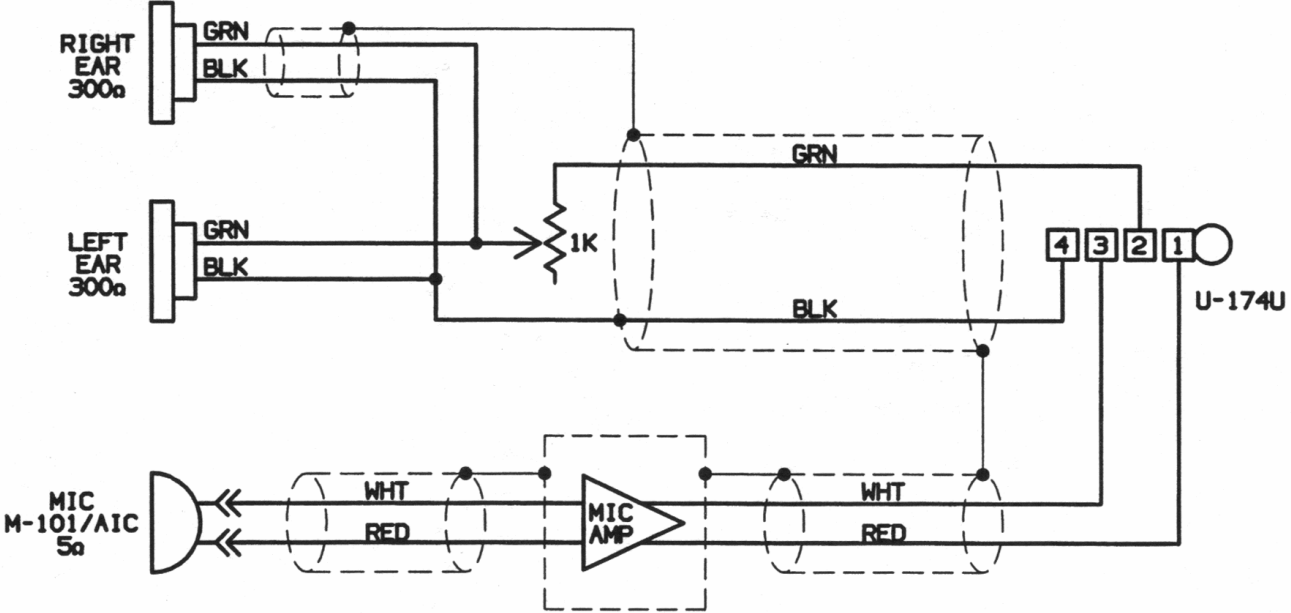 RIGHT
EAR
300Ω
GRN
BLK
LEFT
EAR
300Ω
GRN
BLK
1K
GRN
BLK
4 3 2 1
U-174U
MIC
M-101/AIC
5Ω
WHT
RED
MIC
AMP
WHT
RED